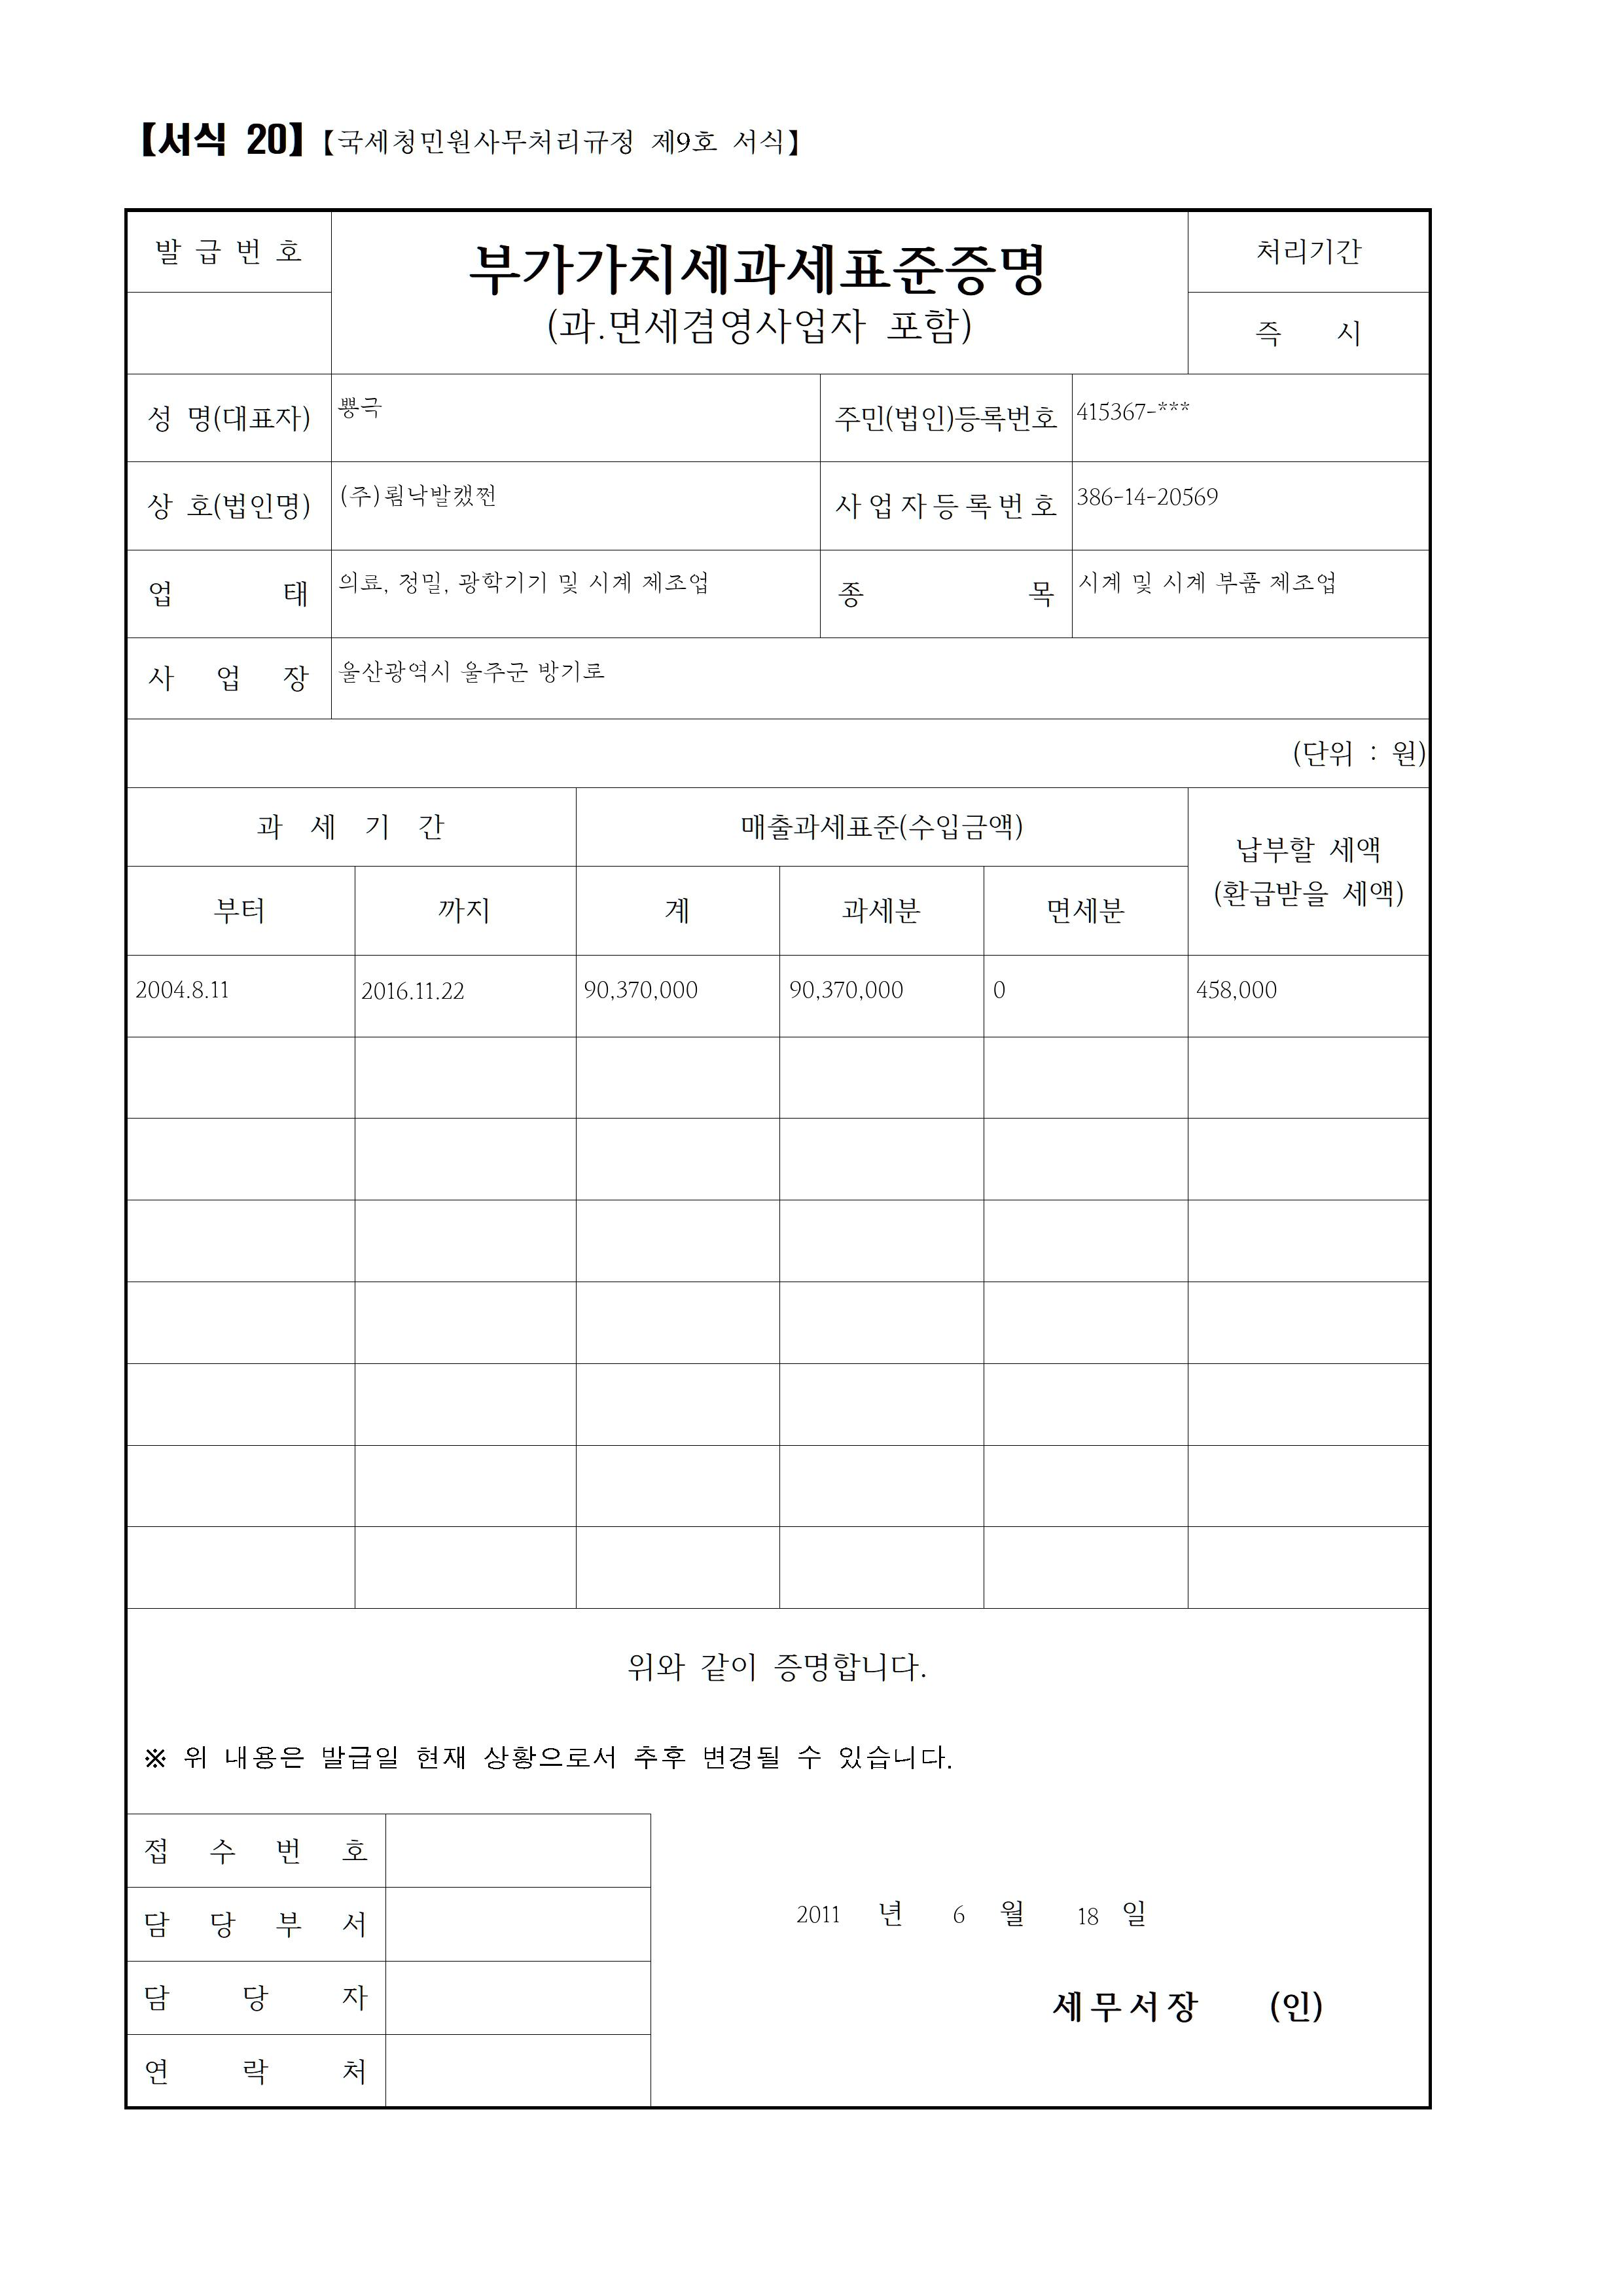 【서식 20】【국세청민원사무처리규정 제9호 서식】
발 급 번 호
부가가치세과세표준증명
(과.면세겸영사업자 포함)
처리기간
즉 시
성 명(대표자) 뽕극 주민(법인)등록번호 415367-***
상 호(법인명) (주)룀낙발캤쩐 사업자등록번호 386-14-20569
업 태 의료, 정밀, 광학기기 및 시계 제조업 종 목 시계 및 시계 부품 제조업
사 업 장 울산광역시 울주군 방기로
(단위 : 원)
과 세 기 간 매출과세표준(수입금액) 납부할 세액
(환급받을 세액)
부터 까지 계 과세분 면세분
2004.8.11 2016.11.22 90,370,000 90,370,000 0 458,000
위와 같이 증명합니다.
※ 위 내용은 발급일 현재 상황으로서 추후 변경될 수 있습니다.
접 수 번 호
담 당 부 서
담 당 자
연 락 처
2011 년 6 월 18 일
세무서장 (인)